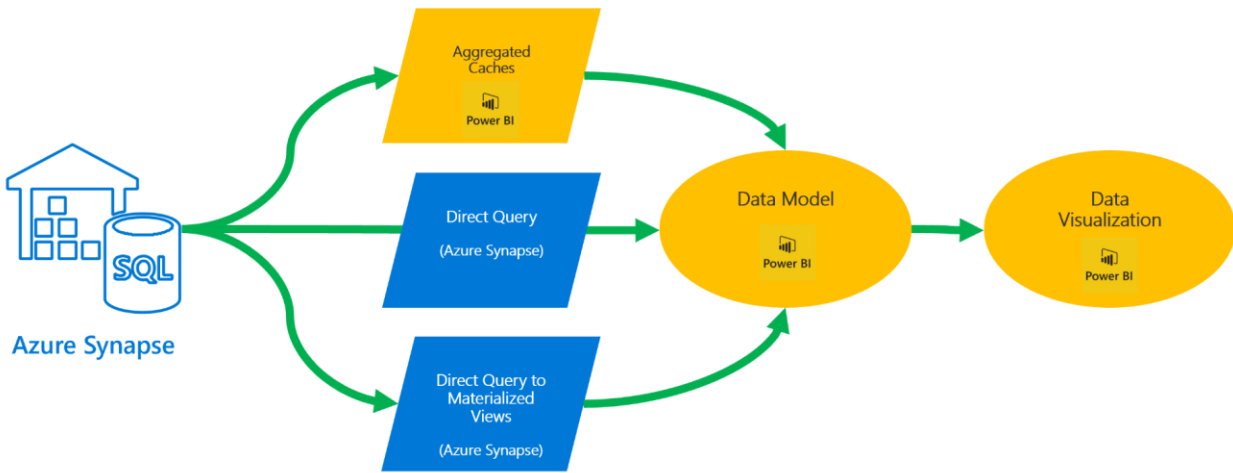 Aggregated
Caches
Power BI
SQL
Azure Synapse
Direct Query
(Azure Synapse)
Direct Query to
Materialized
Views
(Azure Synapse)
Data Model
Power BI
Data
Visualization
Power BI